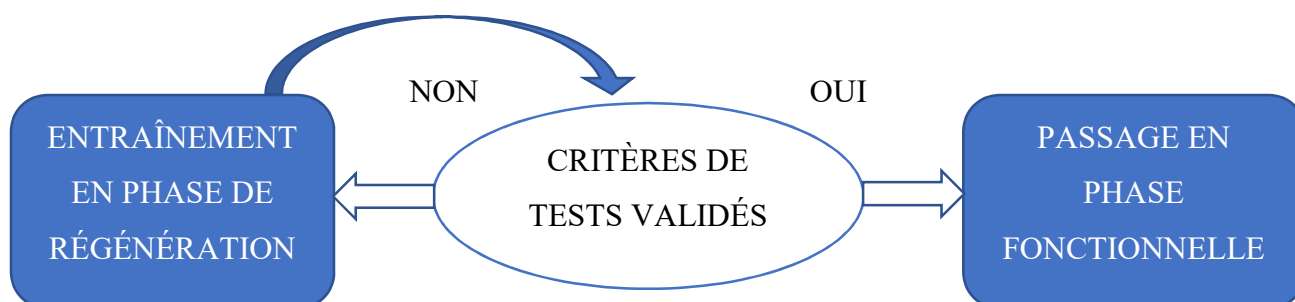 NON
OUI
ENTRAÎNEMENT
EN PHASE DE
RÉGÉNÉRATION
CRITÈRES DE
TESTS VALIDÉS
PASSAGE EN
PHASE
FONCTIONNELLE